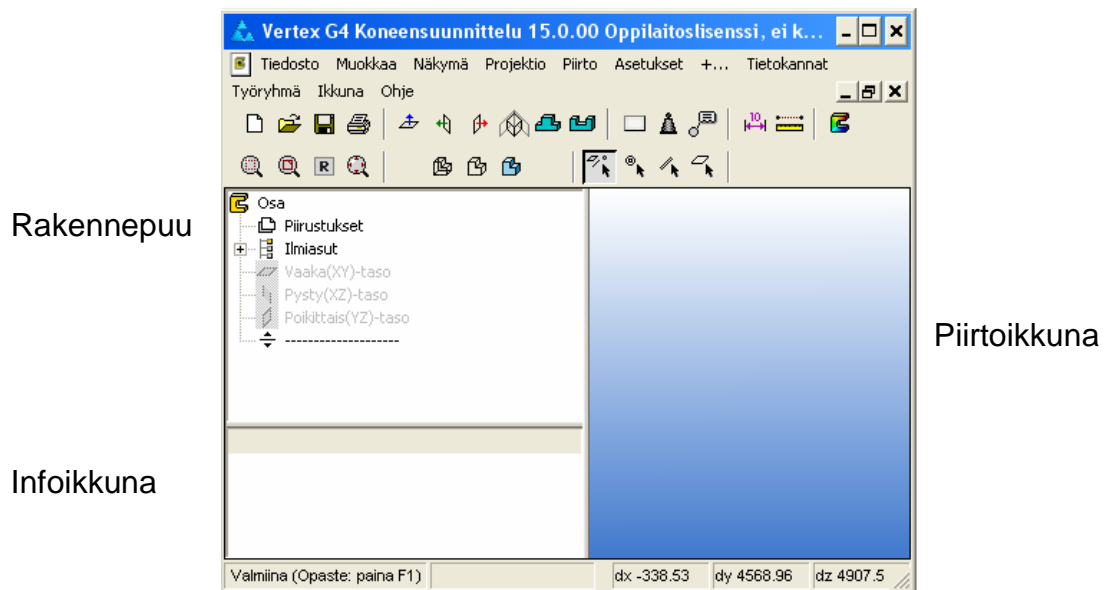 Vertex G4 Koneensuunnittelu 15.0.00 Oppilaitoslisenssi, ei k...
Tiedosto Muokkaa Näkymä Projektio Piirto Asetukset +... Tietokannat
Työryhmä Ikkuna Ohje
10
R
Osa
Rakennepuu
Piirustukset
Ilmiasut
Vaaka(XY)-taso
Pysty(XZ)-taso
Poikittais(YZ)-taso
--------------------
Piirtoikkuna
Infoikkuna
Valmiina (Opaste: paina F1) dx -338.53 dy 4568.96 dz 4907.5